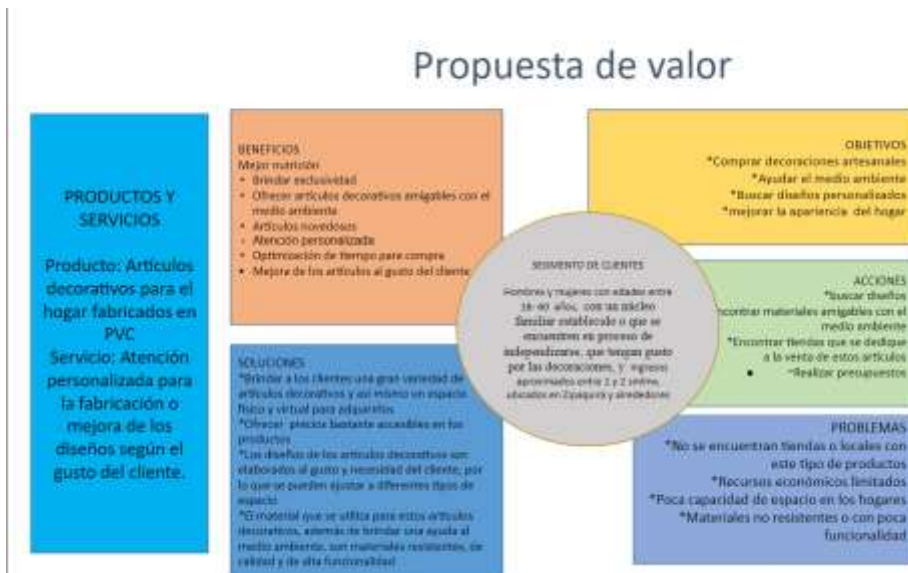 Propuesta de valor
PRODUCTOS Y
SERVICIOS
Producto: Artículos
decorativos para el
hogar fabricados en
PVC
Servicio: Atención
personalizada para
la fabricación o
mejora de los
diseños según el
gusto del cliente.
BENEFICIOS
Mejor nutrición
• Brindar exclusividad
• Ofrecer artículos decorativos amigables con el
medio ambiente
• Artículos novedosos
- Atención personalizada
• Optimización de tiempo para compra
• Mejora de los artículos al gusto del cliente
SOLUCIONES
*Brindar a los clientes una gran variedad de
artículos decorativos y así mismo un espacio
físico y virtual para adquirirlos
*Ofrecer precios bastante accesibles en los
productos
*Los diseños de los artículos decorativos son
elaborados al gusto y necesidad del cliente, por
lo que se pueden ajustar a diferentes tipos de
espacio
*El material que se utiliza para estos artículos
decorativos, además de brindar una ayuda al
medio ambiente, son materiales resistentes, de
calidad y de alta funcionalidad
SEGMENTO DE CLIENTES
Hombres y mujeres con edades entre
años, con un núcleo
familiar establecido o que se
encuentren en proceso de
independizarse, que tengan gusto
por las decoraciones, y ingresos
aproximados entre 1 y 2 smlmv,
ubicados en Zipaquirá y alrededores
OBJETIVOS
*Comprar decoraciones artesanales
*Ayudar el medio ambiente
*Buscar diseños personalizados
*mejorar la apariencia del hogar
ACCIONES
*buscar diseños
encontrar materiales amigables con el
medio ambiente
*Encontrar tiendas que se dedique
a la venta de estos artículos
• *Realizar presupuestos
PROBLEMAS
*No se encuentran tiendas o locales con
este tipo de productos
*Recursos económicos limitados
*Poca capacidad de espacio en los hogares
*Materiales no resistentes o con poca
funcionalidad